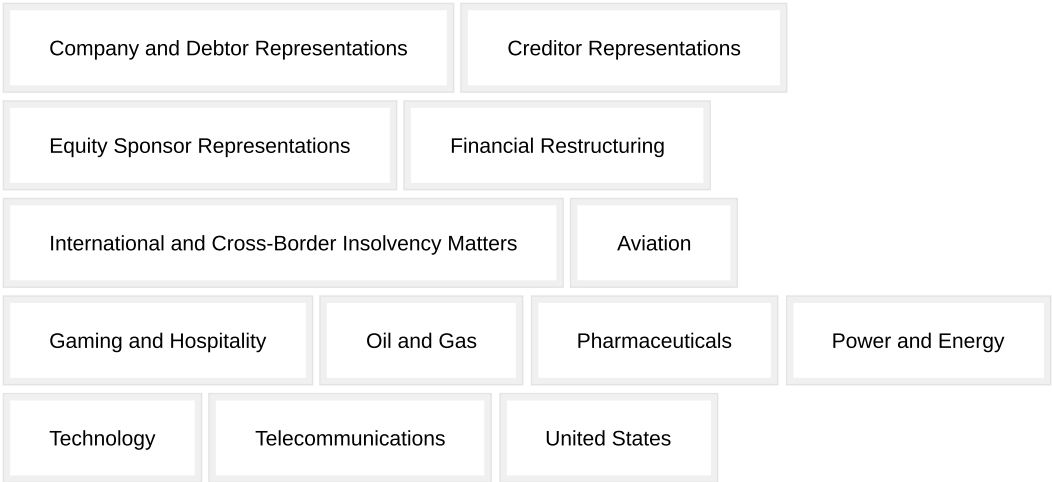 Company and Debtor Representations
Creditor Representations
Equity Sponsor Representations
Financial Restructuring
International and Cross-Border Insolvency Matters
Aviation
Gaming and Hospitality
Oil and Gas
Pharmaceuticals
Power and Energy
Technology
Telecommunications
United States